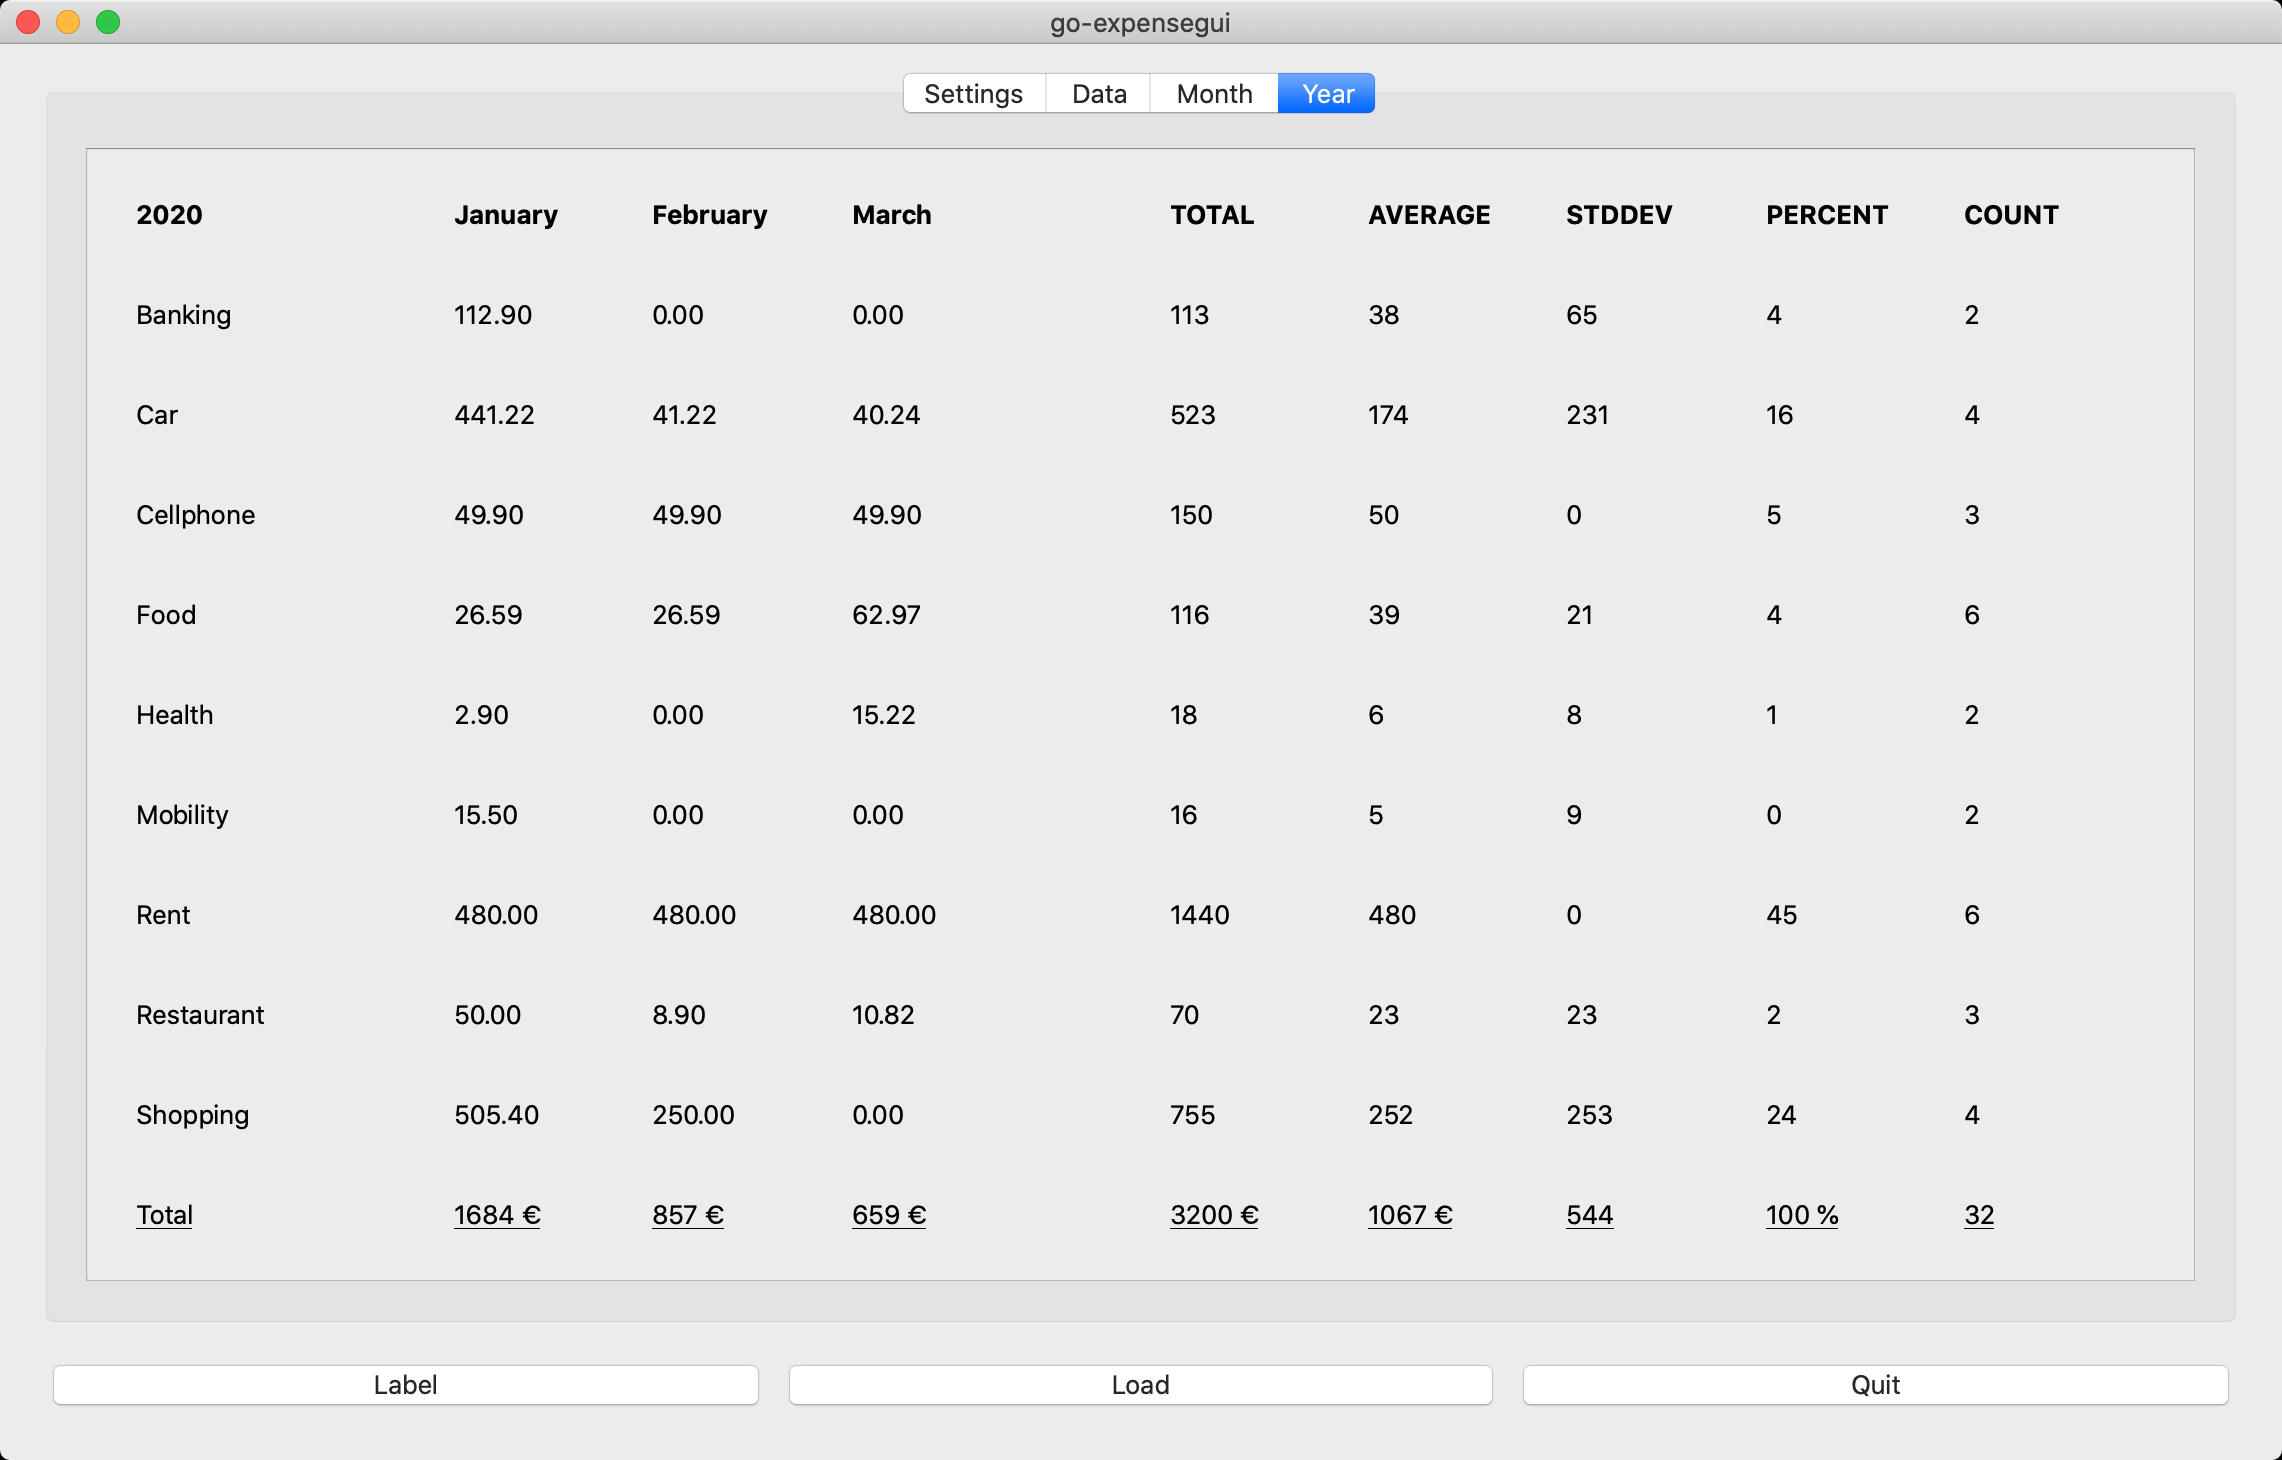 go-expensegui
Settings Data Month Year
2020 January February March TOTAL AVERAGE STDDEV PERCENT COUNT
Banking 112.90 0.00 0.00 113 38 65 4 2
Car 441.22 41.22 40.24 523 174 231 16 4
Cellphone 49.90 49.90 49.90 150 50 0 5 3
Food 26.59 26.59 62.97 116 39 21 4 6
Health 2.90 0.00 15.22 18 6 8 1 2
Mobility 15.50 0.00 0.00 16 5 9 0 2
Rent 480.00 480.00 480.00 1440 480 0 45 6
Restaurant 50.00 8.90 10.82 70 23 23 2 3
Shopping 505.40 250.00 0.00 755 252 253 24 4
Total 1684 € 857 € 659 € 3200 € 1067 € 544 100 % 32
Label Load Quit